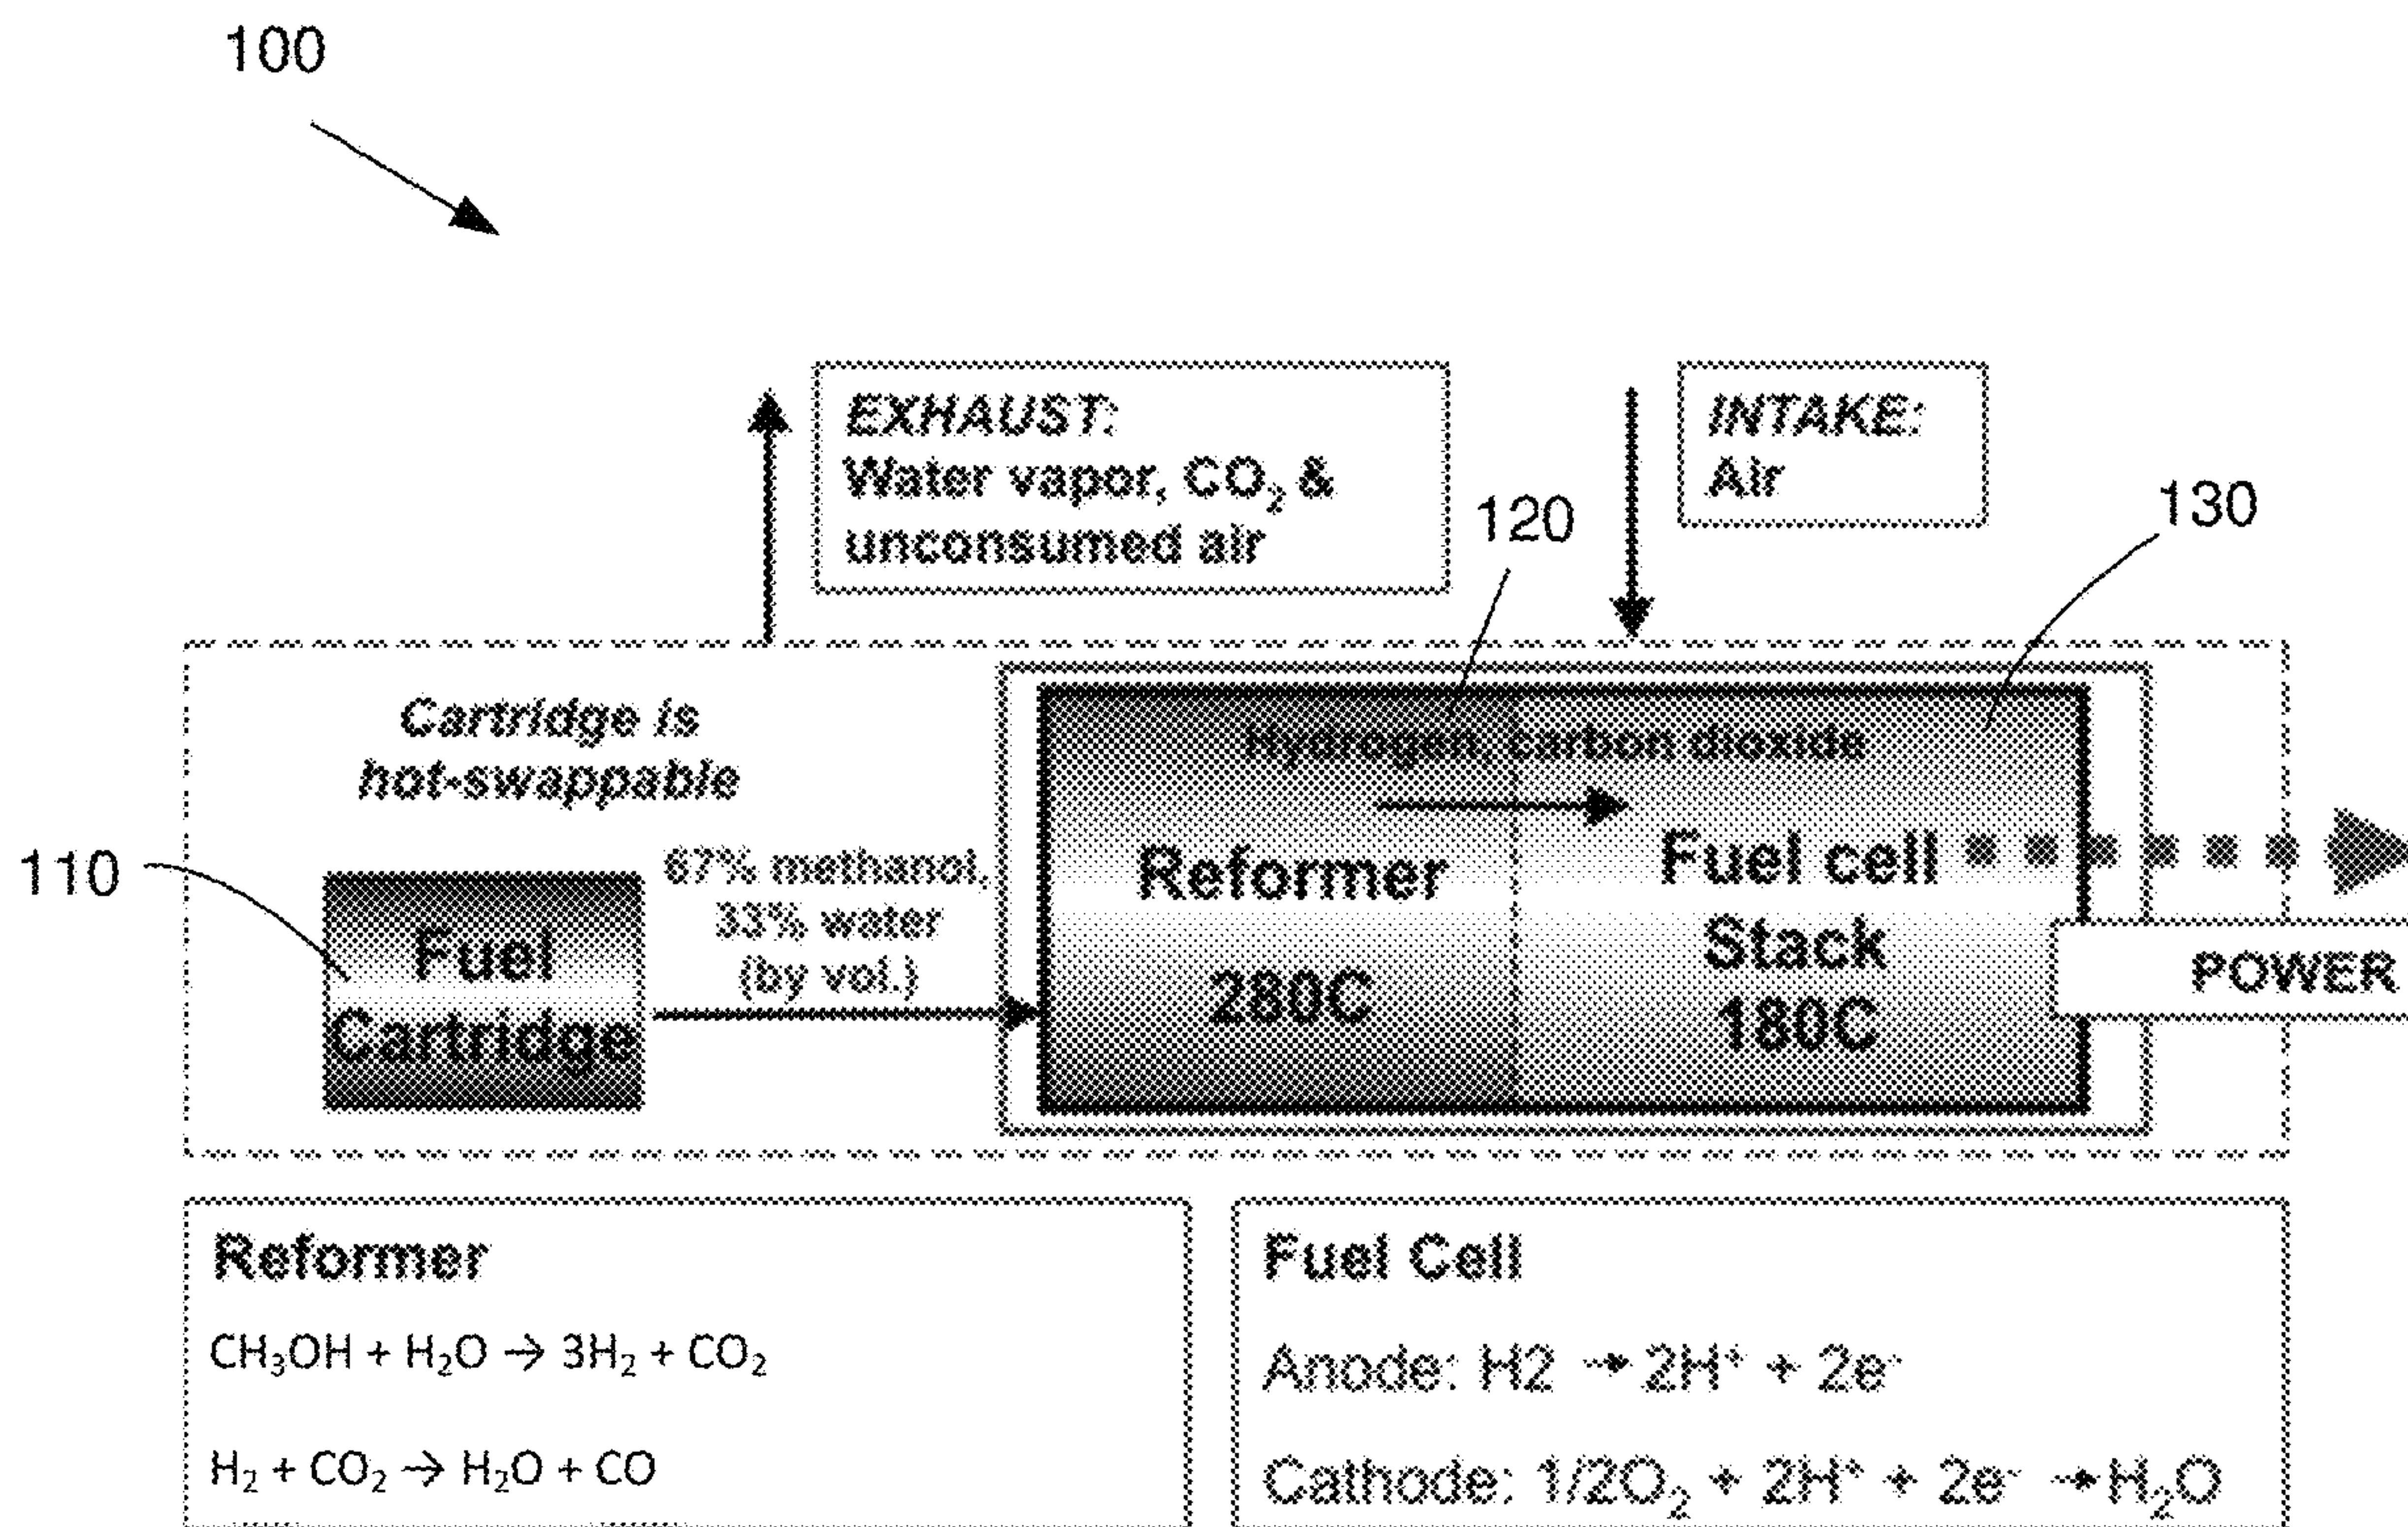 100
EXHAUST:
Water vapor, CO₂ &
unconsumed air
INTAKE:
Air
120
130
Cartridge is
hot-swappable
Hydrogen, carbon dioxide
110
67% methanol,
33% water
(by vol.)
Fuel
Cartridge
Reformer
280C
Fuel cell
Stack
180C
POWER
Reformer
CH₃OH + H₂O → 3H₂ + CO₂
H₂ + CO₂ → H₂O + CO
Fuel Cell
Anode: H2 → 2H⁺ + 2e⁻
Cathode: 1/2O₂ + 2H⁺ + 2e⁻ → H₂O